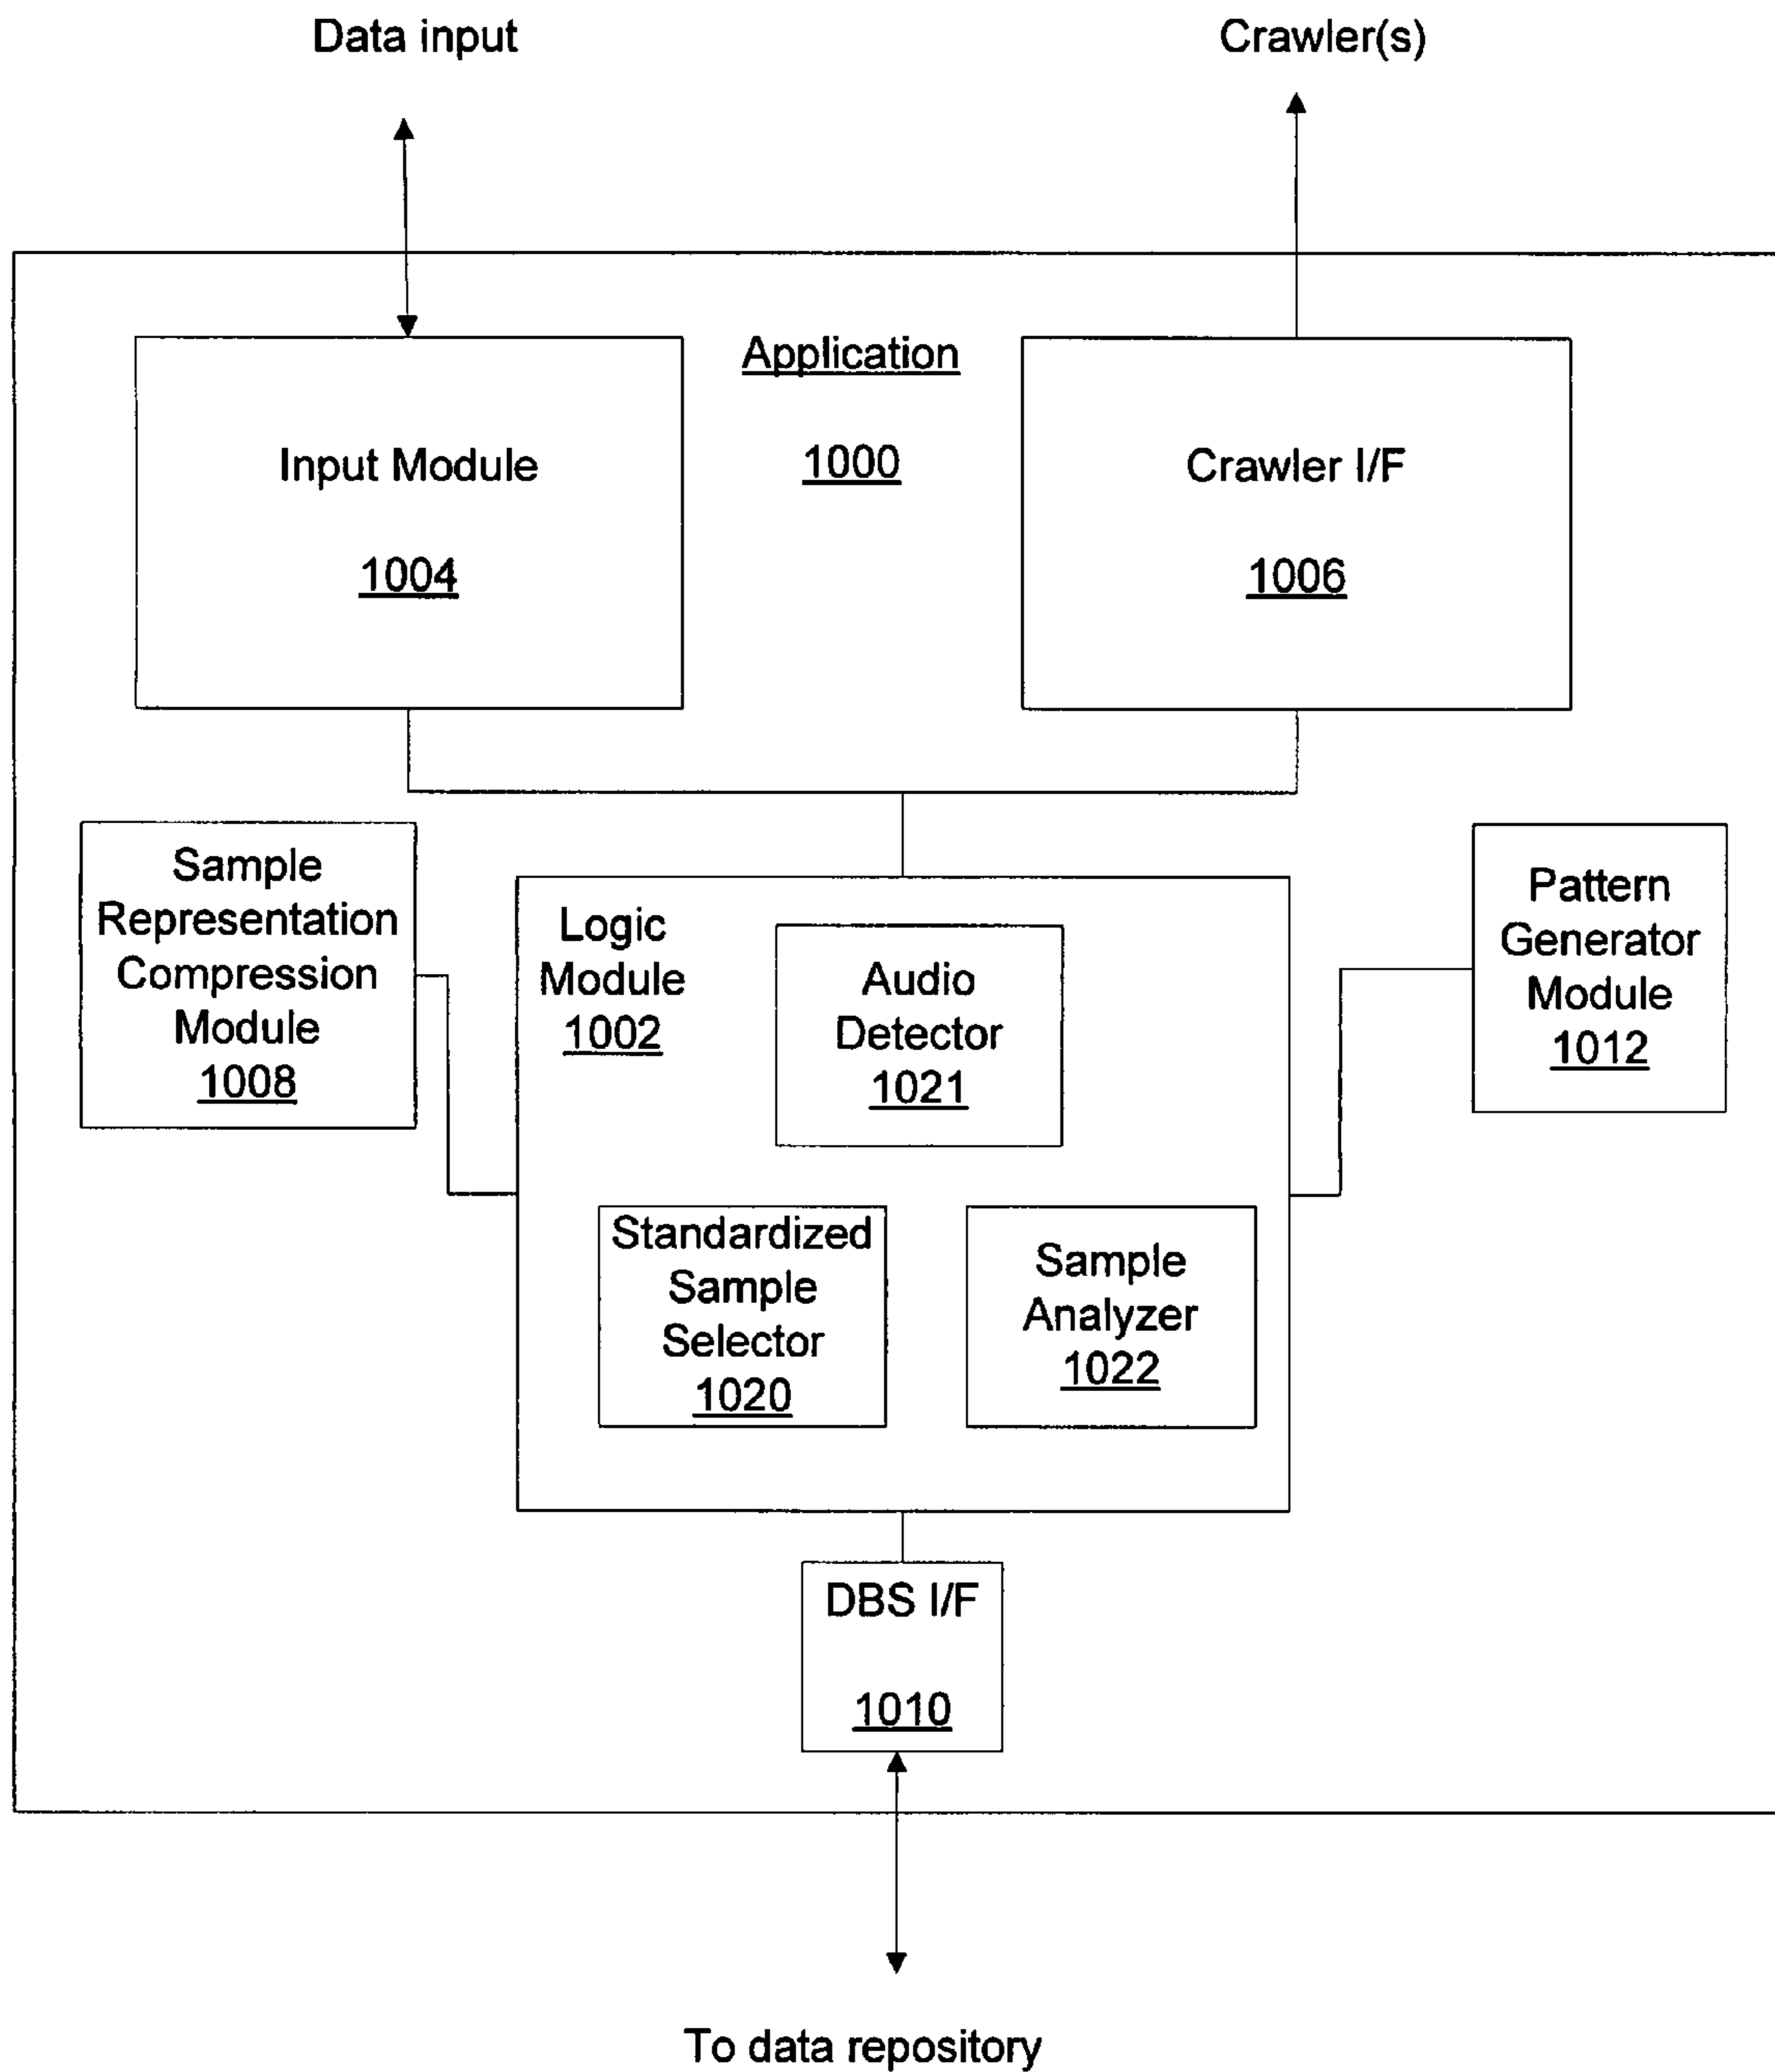 Data input
Crawler(s)
Application
1000
Input Module
1004
Crawler I/F
1006
Sample
Representation
Compression
Module
1008
Logic
Module
1002
Audio
Detector
1021
Pattern
Generator
Module
1012
Standardized
Sample
Selector
1020
Sample
Analyzer
1022
DBS I/F
1010
To data repository